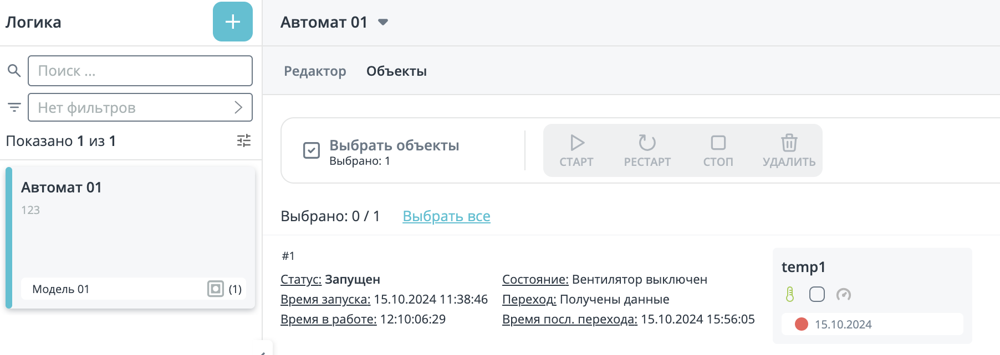 Логика
Поиск ...
Нет фильтров
Показано 1 из 1
Автомат 01
123
Модель 01 (1)
Автомат 01
Редактор Объекты
Выбрать объекты
Выбрано: 1
СТАРТ РЕСТАРТ СТОП УДАЛИТЬ
Выбрано: 0 / 1 Выбрать все
#1
Статус: Запущен
Время запуска: 15.10.2024 11:38:46
Время в работе: 12:10:06:29
Состояние: Вентилятор выключен
Переход: Получены данные
Время посл. перехода: 15.10.2024 15:56:05
temp1
15.10.2024